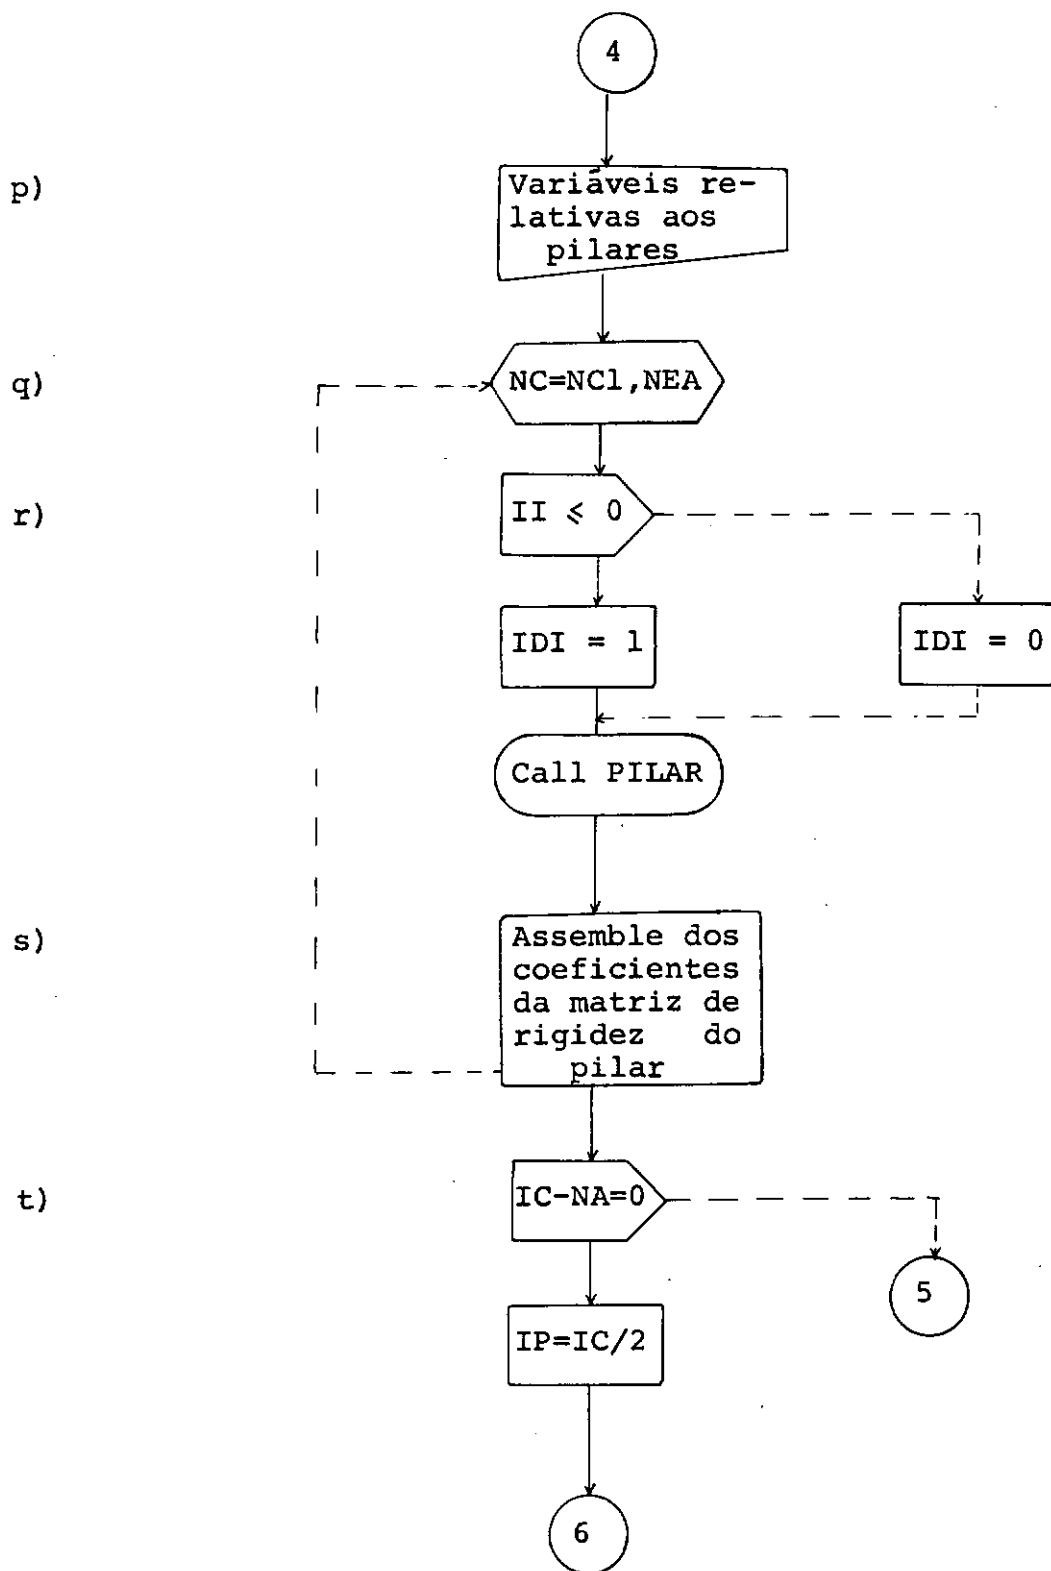 4
p)
Variáveis re-
lativas aos
pilares
q)
NC=NC1,NEA
r)
II ≤ 0
IDI = 1
IDI = 0
Call PILAR
s)
Assemble dos
coeficientes
da matriz de
rigidez do
pilar
t)
IC-NA=0
5
IP=IC/2
6